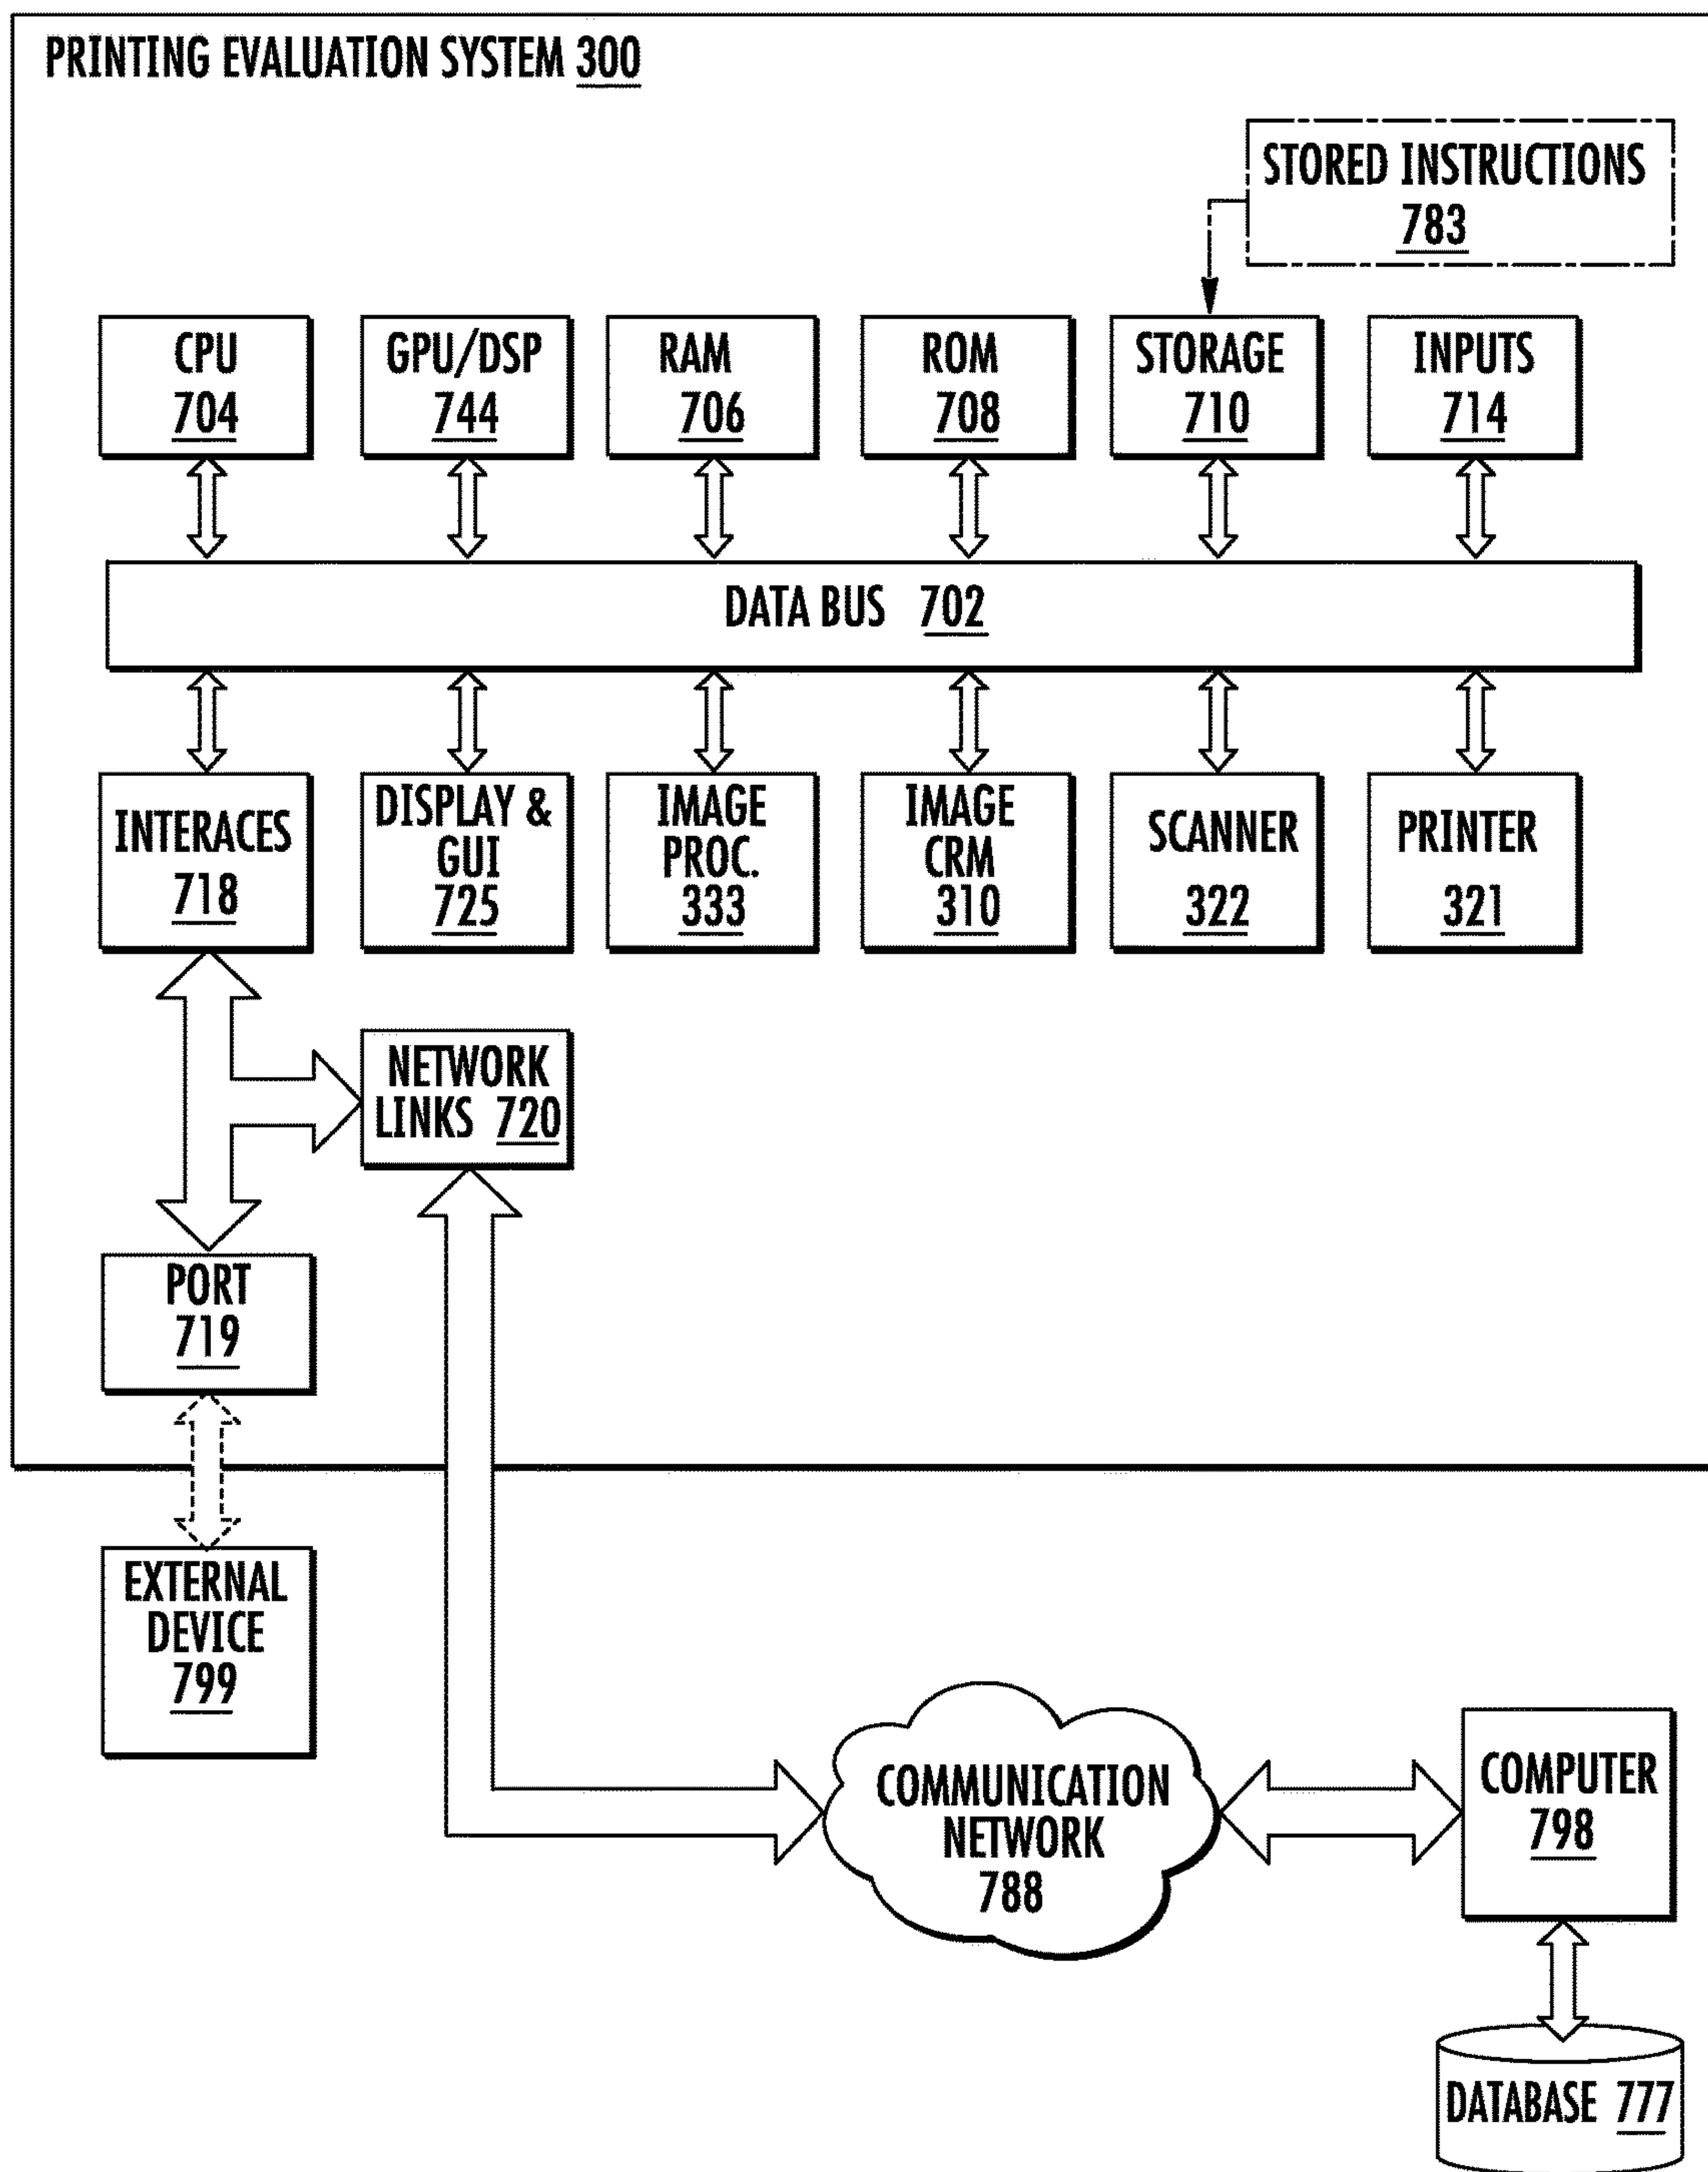 PRINTING EVALUATION SYSTEM 300
STORED INSTRUCTIONS
783
CPU
704
GPU/DSP
744
RAM
706
ROM
708
STORAGE
710
INPUTS
714
DATA BUS 702
INTERACES
718
DISPLAY &
GUI
725
IMAGE
PROC.
333
IMAGE
CRM
310
SCANNER
322
PRINTER
321
NETWORK
LINKS 720
PORT
719
EXTERNAL
DEVICE
799
COMMUNICATION
NETWORK
788
COMPUTER
798
DATABASE 777